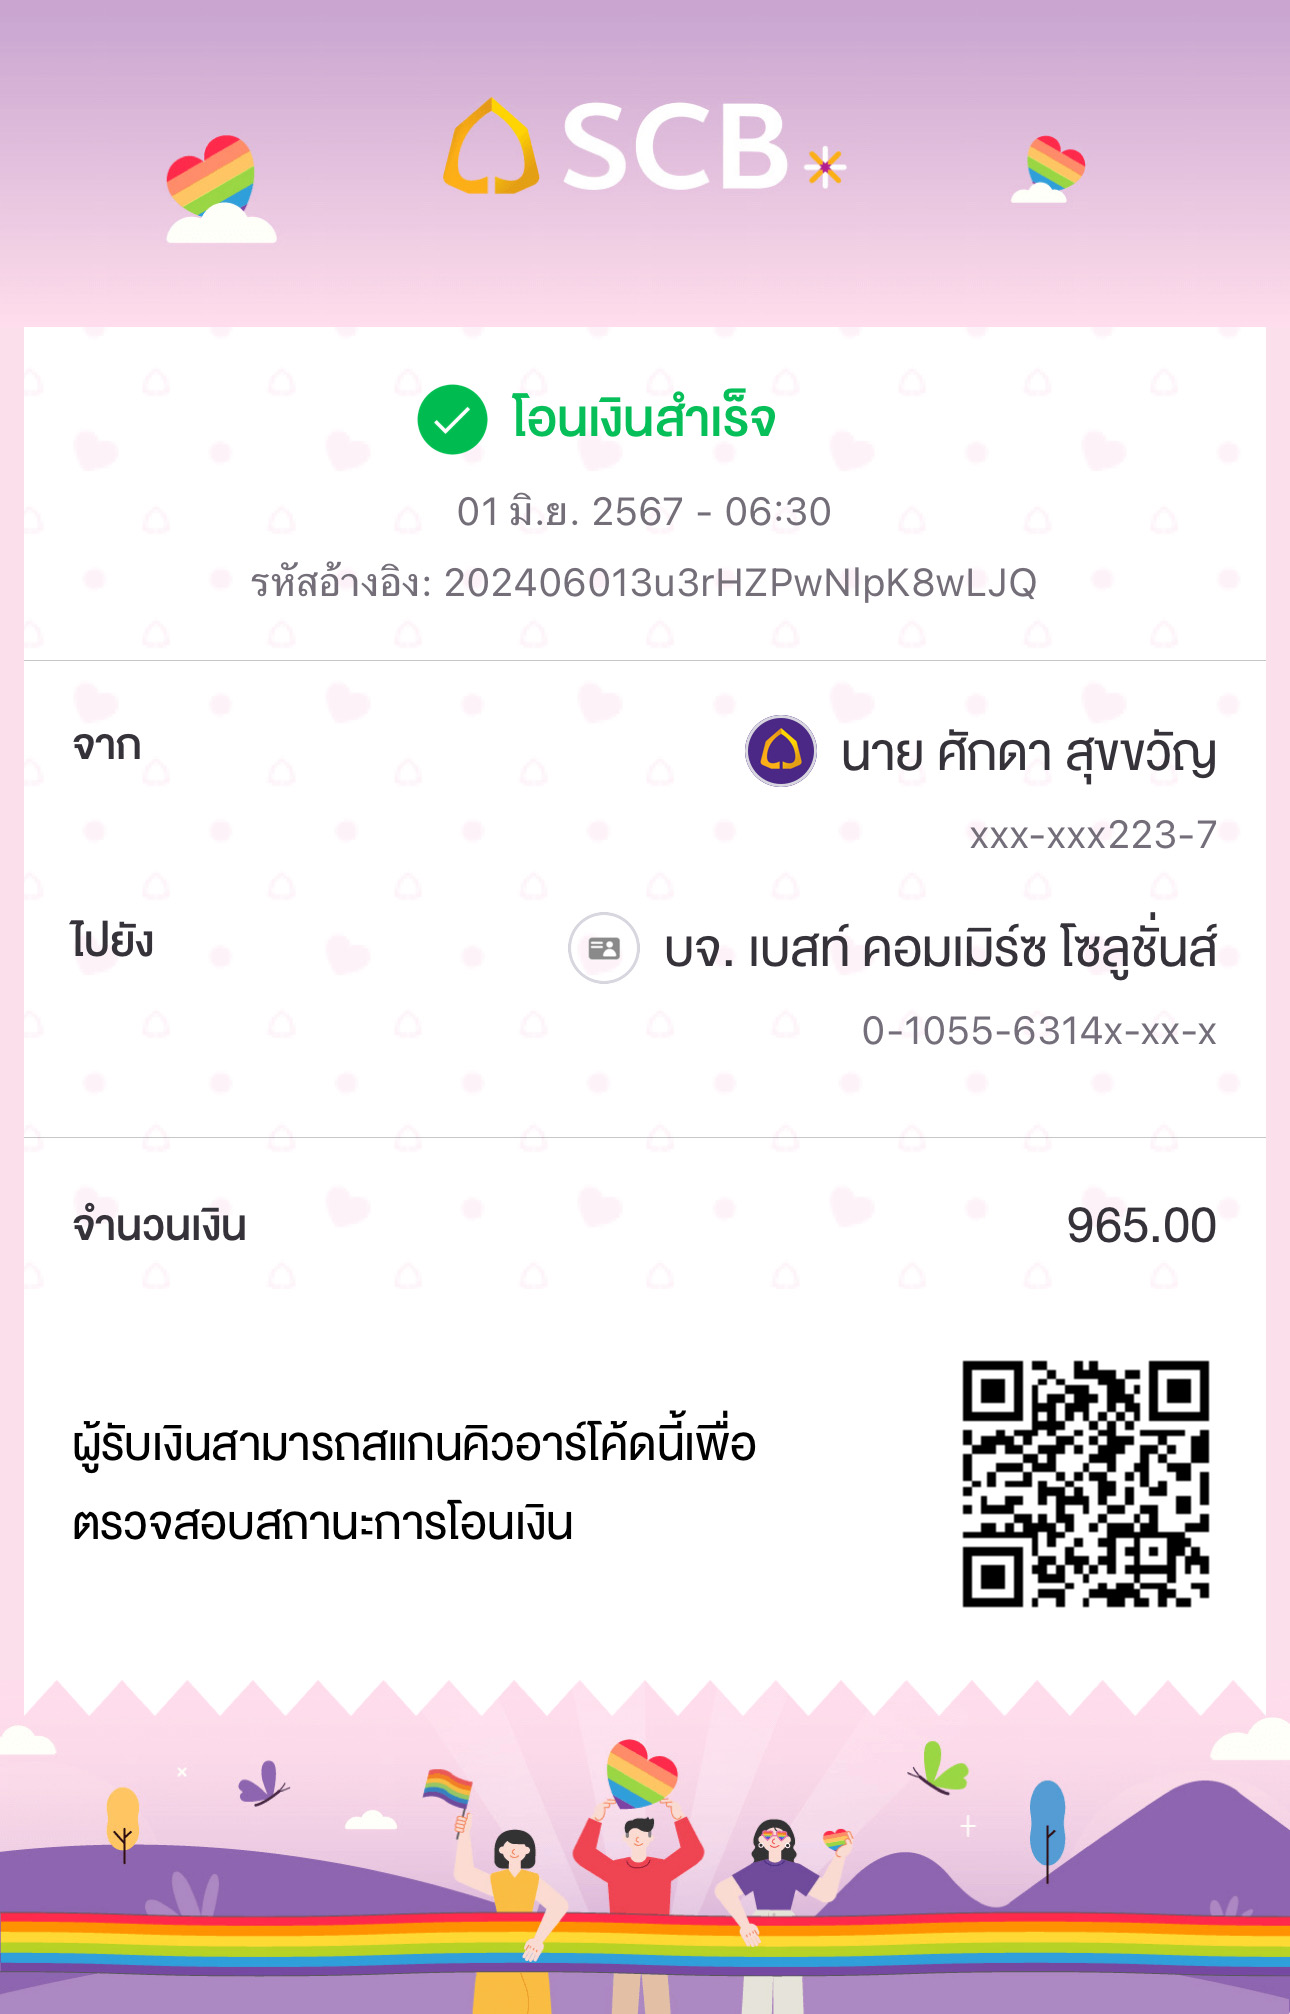 SCB
โอนเงินสำเร็จ
01 มิ.ย. 2567 - 06:30
รหัสอ้างอิง: 202406013u3rHZPwNlpK8wLJQ
จาก
นาย ศักดา สุขขวัญ
xxx-xxx223-7
ไปยัง
บจ. เบสท์ คอมเมิร์ซ โซลูชั่นส์
0-1055-6314x-xx-x
จำนวนเงิน
965.00
ผู้รับเงินสามารถสแกนคิวอาร์โค้ดนี้เพื่อ
ตรวจสอบสถานะการโอนเงิน